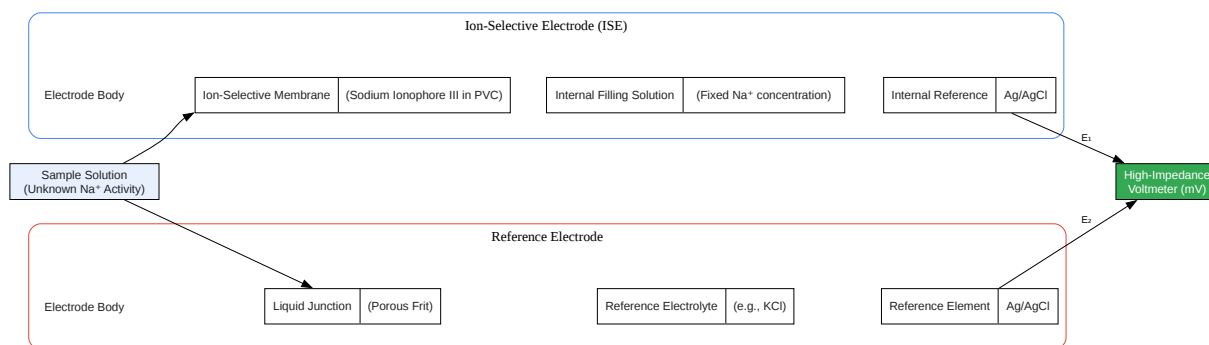 Ion-Selective Electrode (ISE)
Electrode Body
Ion-Selective Membrane
(Sodium Ionophore III in PVC)
Internal Filling Solution
(Fixed Na⁺ concentration)
Internal Reference
Ag/AgCl
E₁
Sample Solution
(Unknown Na⁺ Activity)
High-Impedance
Voltmeter (mV)
E₂
Reference Electrode
Electrode Body
Liquid Junction
(Porous Frit)
Reference Electrolyte
(e.g., KCl)
Reference Element
Ag/AgCl